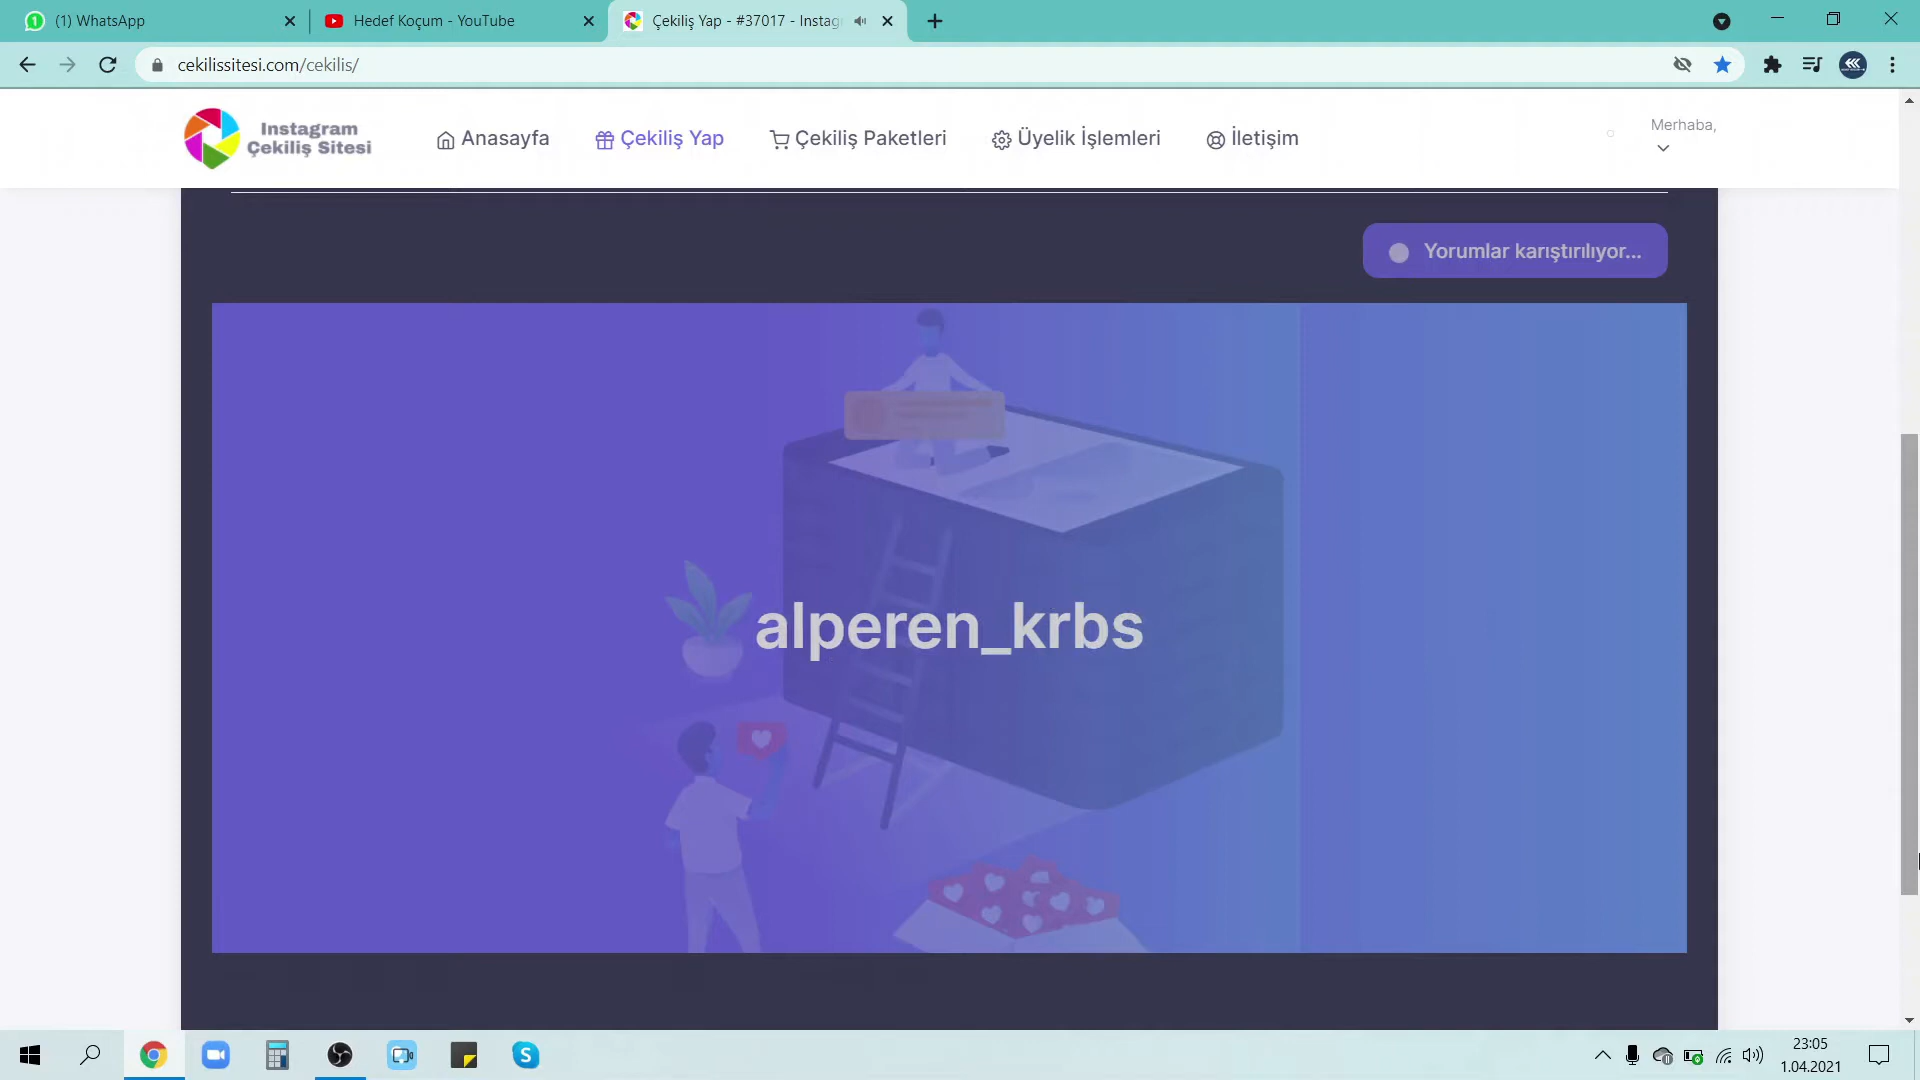 (1) WhatsApp
Hedef Koçum - YouTube
Çekiliş Yap - #37017 - Instag
cekilissitesi.com/cekilis/
Instagram
Çekiliş Sitesi
Anasayfa
Çekiliş Yap
Çekiliş Paketleri
Üyelik İşlemleri
İletişim
Merhaba,
Yorumlar karıştırılıyor...
alperen_krbs
23:05
1.04.2021